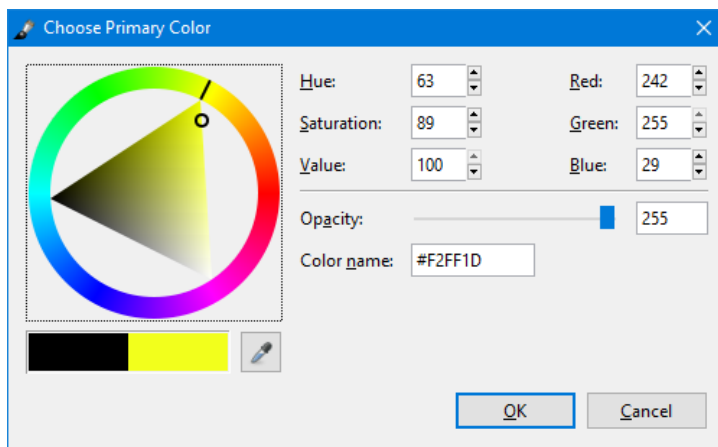 Choose Primary Color
Hue: 63 Red: 242
Saturation: 89 Green: 255
Value: 100 Blue: 29
Opacity: 255
Color name: #F2FF1D
OK Cancel